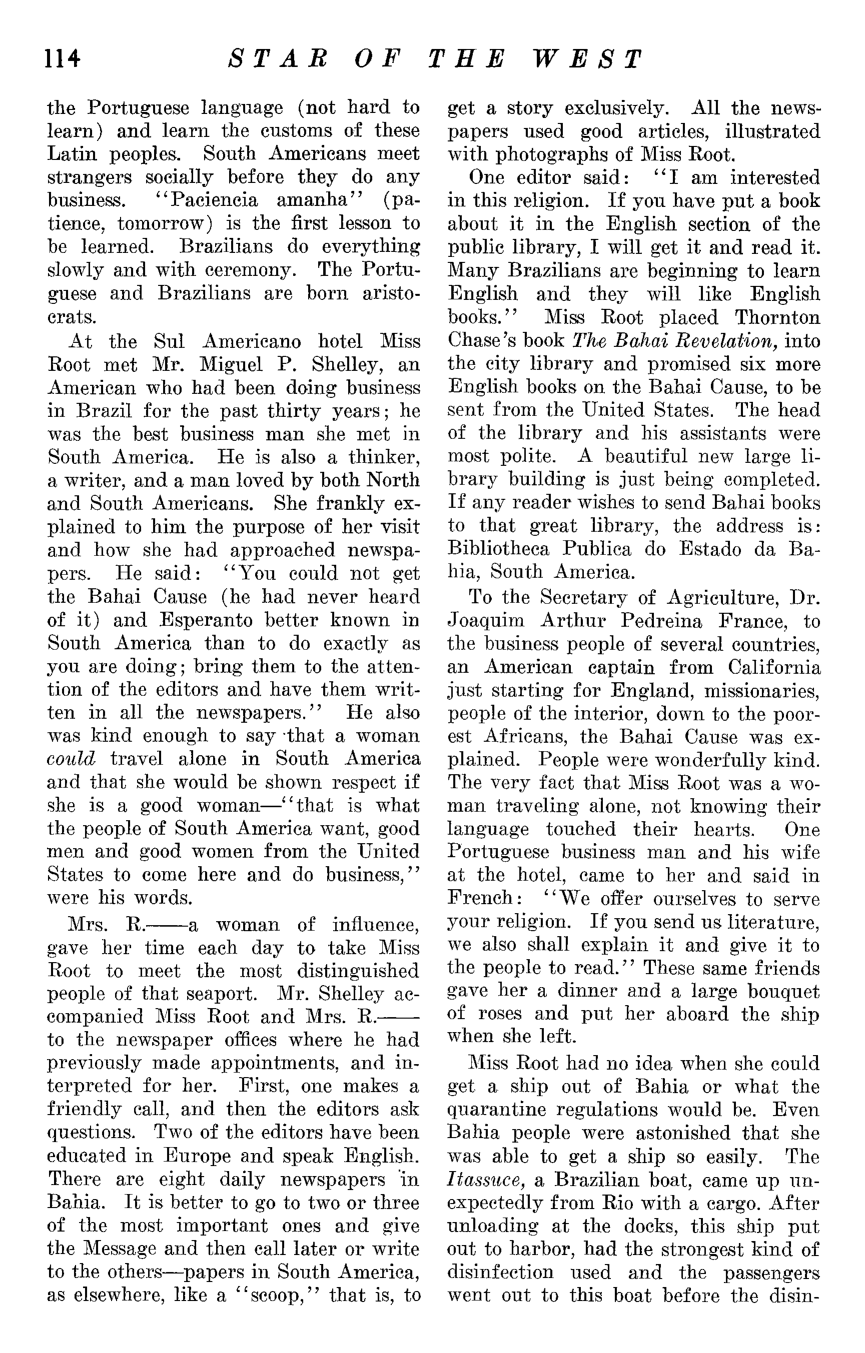 114 STAR OF THE WEST
the Portuguese language (not hard to
learn) and learn the customs of these
Latin peoples. South Americans meet
strangers socially before they do any
business. "Paciencia amanha" (pa-
tience, tomorrow) is the first lesson to
be learned. Brazilians do everything
slowly and with ceremony. The Portu-
guese and Brazilians are born aristo-
crats.
At the Sul Americano hotel Miss
Root met Mr. Miguel P. Shelley, an
American who had been doing business
in Brazil for the past thirty years; he
was the best business man she met in
South America. He is also a thinker,
a writer, and a man loved by both North
and South Americans. She frankly ex-
plained to him the purpose of her visit
and how she had approached newspa-
pers. He said: "You could not get
the Bahai Cause (he had never heard
of it) and Esperanto better known in
South America than to do exactly as
you are doing; bring them to the atten-
tion of the editors and have them writ-
ten in all the newspapers." He also
was kind enough to say that a woman
could travel alone in South America
and that she would be shown respect if
she is a good woman—"that is what
the people of South America want, good
men and good women from the United
States to come here and do business,"
were his words.
Mrs. R.——a woman of influence,
gave her time each day to take Miss
Root to meet the most distinguished
people of that seaport. Mr. Shelley ac-
companied Miss Root and Mrs. R.——
to the newspaper offices where he had
previously made appointments, and in-
terpreted for her. First, one makes a
friendly call, and then the editors ask
questions. Two of the editors have been
educated in Europe and speak English.
There are eight daily newspapers in
Bahia. It is better to go to two or three
of the most important ones and give
the Message and then call later or write
to the others—papers in South America,
as elsewhere, like a "scoop," that is, to
get a story exclusively. All the news-
papers used good articles, illustrated
with photographs of Miss Root.
One editor said: "I am interested
in this religion. If you have put a book
about it in the English section of the
public library, I will get it and read it.
Many Brazilians are beginning to learn
English and they will like English
books." Miss Root placed Thornton
Chase's book The Bahai Revelation, into
the city library and promised six more
English books on the Bahai Cause, to be
sent from the United States. The head
of the library and his assistants were
most polite. A beautiful new large li-
brary building is just being completed.
If any reader wishes to send Bahai books
to that great library, the address is:
Bibliotheca Publica do Estado da Ba-
hia, South America.
To the Secretary of Agriculture, Dr.
Joaquim Arthur Pedreina France, to
the business people of several countries,
an American captain from California
just starting for England, missionaries,
people of the interior, down to the poor-
est Africans, the Bahai Cause was ex-
plained. People were wonderfully kind.
The very fact that Miss Root was a wo-
man traveling alone, not knowing their
language touched their hearts. One
Portuguese business man and his wife
at the hotel, came to her and said in
French: "We offer ourselves to serve
your religion. If you send us literature,
we also shall explain it and give it to
the people to read." These same friends
gave her a dinner and a large bouquet
of roses and put her aboard the ship
when she left.
Miss Root had no idea when she could
get a ship out of Bahia or what the
quarantine regulations would be. Even
Bahia people were astonished that she
was able to get a ship so easily. The
Itassuce, a Brazilian boat, came up un-
expectedly from Rio with a cargo. After
unloading at the docks, this ship put
out to harbor, had the strongest kind of
disinfection used and the passengers
went out to this boat before the disin-